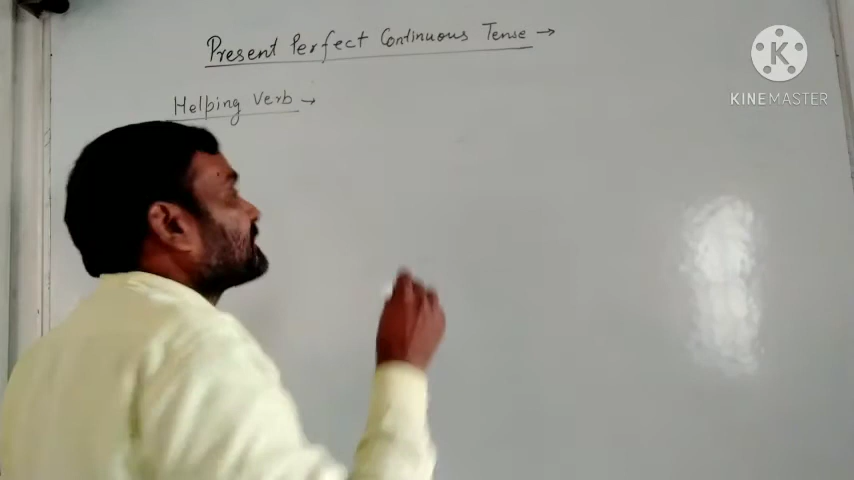 Present Perfect Continuous Tense →
Helping Verb →
K
KINEMASTER